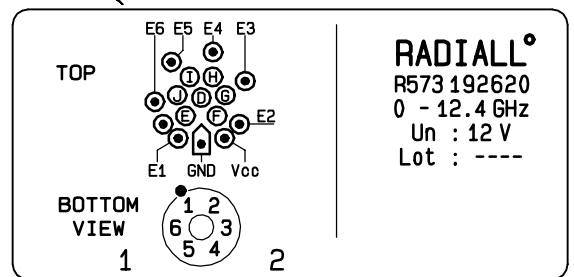 E6 E5 E4 E3
TOP
I H
J D G
E F
E2
E1 GND Vcc
BOTTOM
VIEW
1 2
6 3
5 4
1 2
RADIALL°
R573 192620
0 - 12.4 GHz
Un : 12 V
Lot : ----